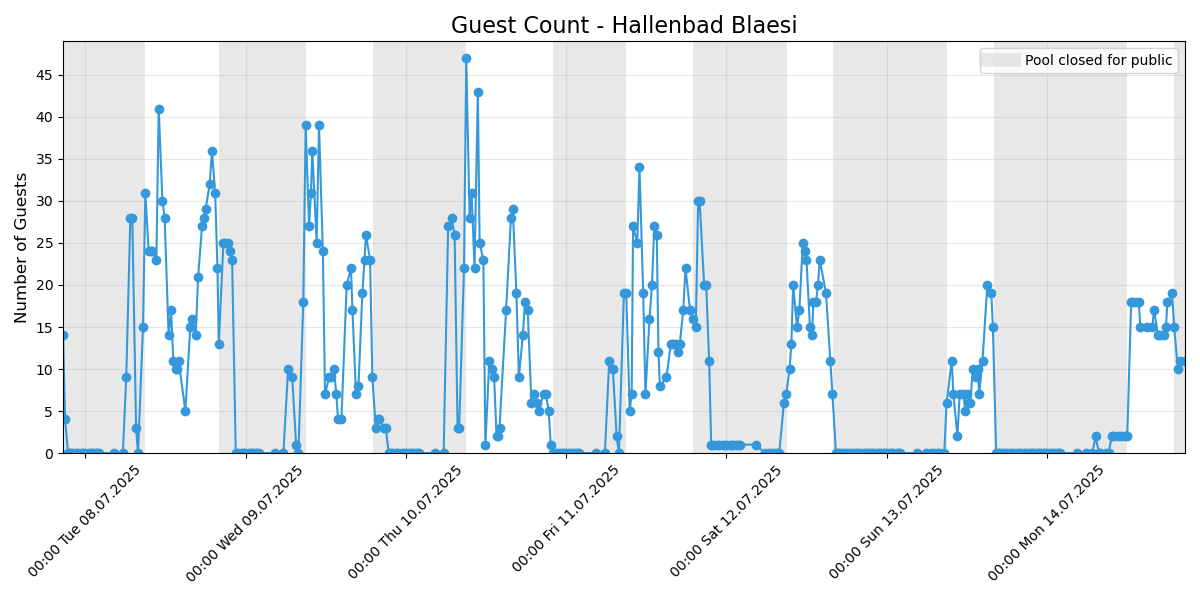 Guest Count - Hallenbad Blaesi
Pool closed for public
Number of Guests
45
40
35
30
25
20
15
10
5
0
00:00 Tue 08.07.2025
00:00 Wed 09.07.2025
00:00 Thu 10.07.2025
00:00 Fri 11.07.2025
00:00 Sat 12.07.2025
00:00 Sun 13.07.2025
00:00 Mon 14.07.2025